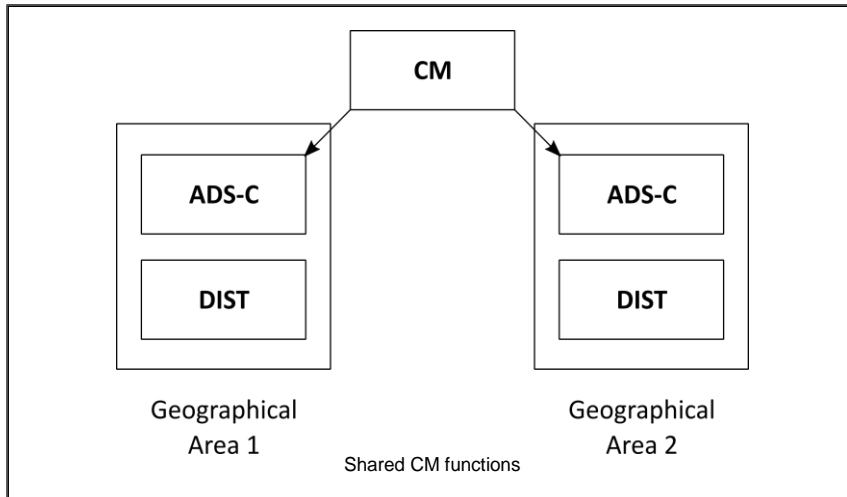 CM
ADS-C
ADS-C
DIST
DIST
Geographical
Area 1
Geographical
Area 2
Shared CM functions